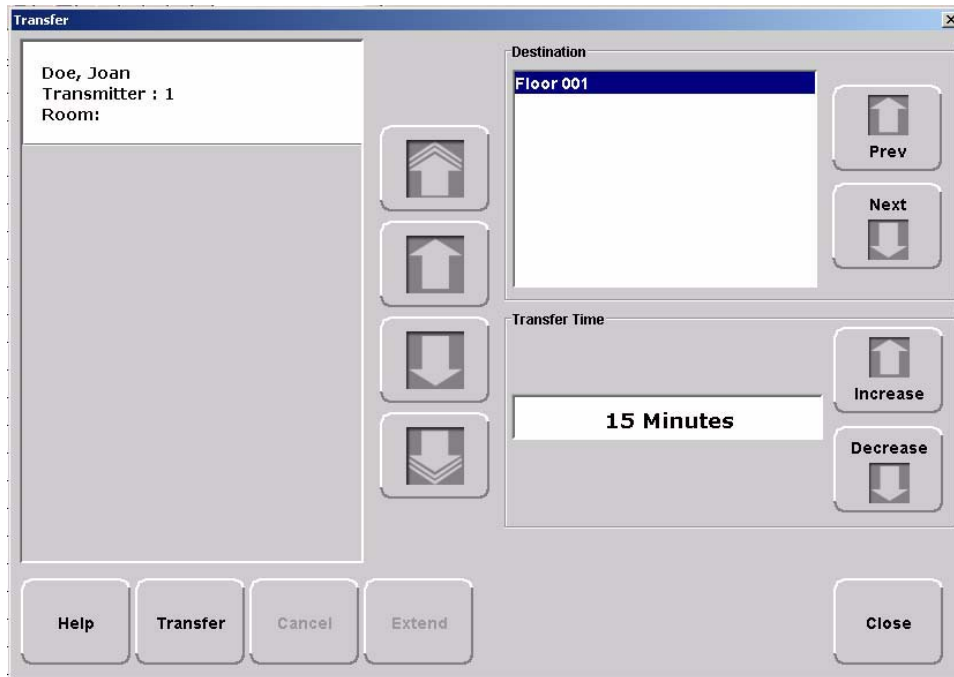 Transfer
Doe, Joan
Transmitter : 1
Room:
Destination
Floor 001
Prev
Next
Transfer Time
15 Minutes
Increase
Decrease
Help
Transfer
Cancel
Extend
Close